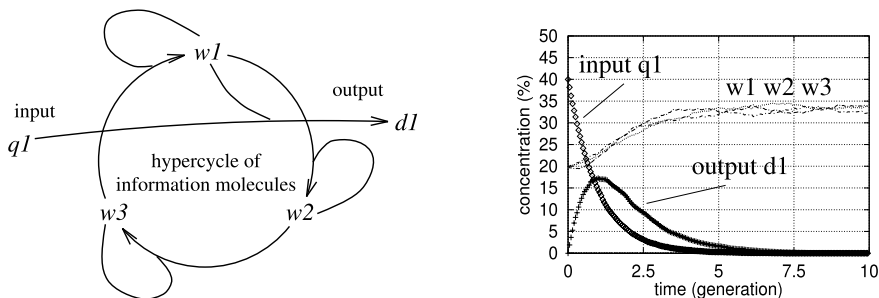 w1
input
output
q1
d1
hypercycle of
information molecules
w3
w2
concentration (%)
50
45
40
35
30
25
20
15
10
5
0
input q1
w1 w2 w3
output d1
0
2.5
5
7.5
10
time (generation)